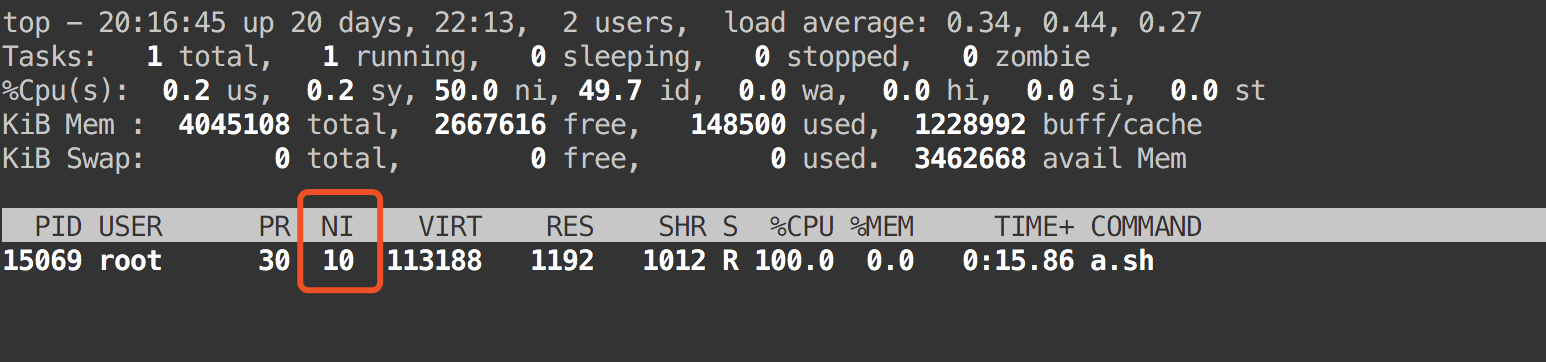 top - 20:16:45 up 20 days, 22:13,  2 users,  load average: 0.34, 0.44, 0.27
Tasks:   1 total,   1 running,   0 sleeping,   0 stopped,   0 zombie
%Cpu(s):  0.2 us,  0.2 sy, 50.0 ni, 49.7 id,  0.0 wa,  0.0 hi,  0.0 si,  0.0 st
KiB Mem :  4045108 total,  2667616 free,   148500 used,  1228992 buff/cache
KiB Swap:        0 total,        0 free,        0 used.  3462668 avail Mem
  PID USER      PR  NI    VIRT    RES    SHR S  %CPU %MEM     TIME+ COMMAND
15069 root      30  10  113188   1192   1012 R 100.0  0.0   0:15.86 a.sh